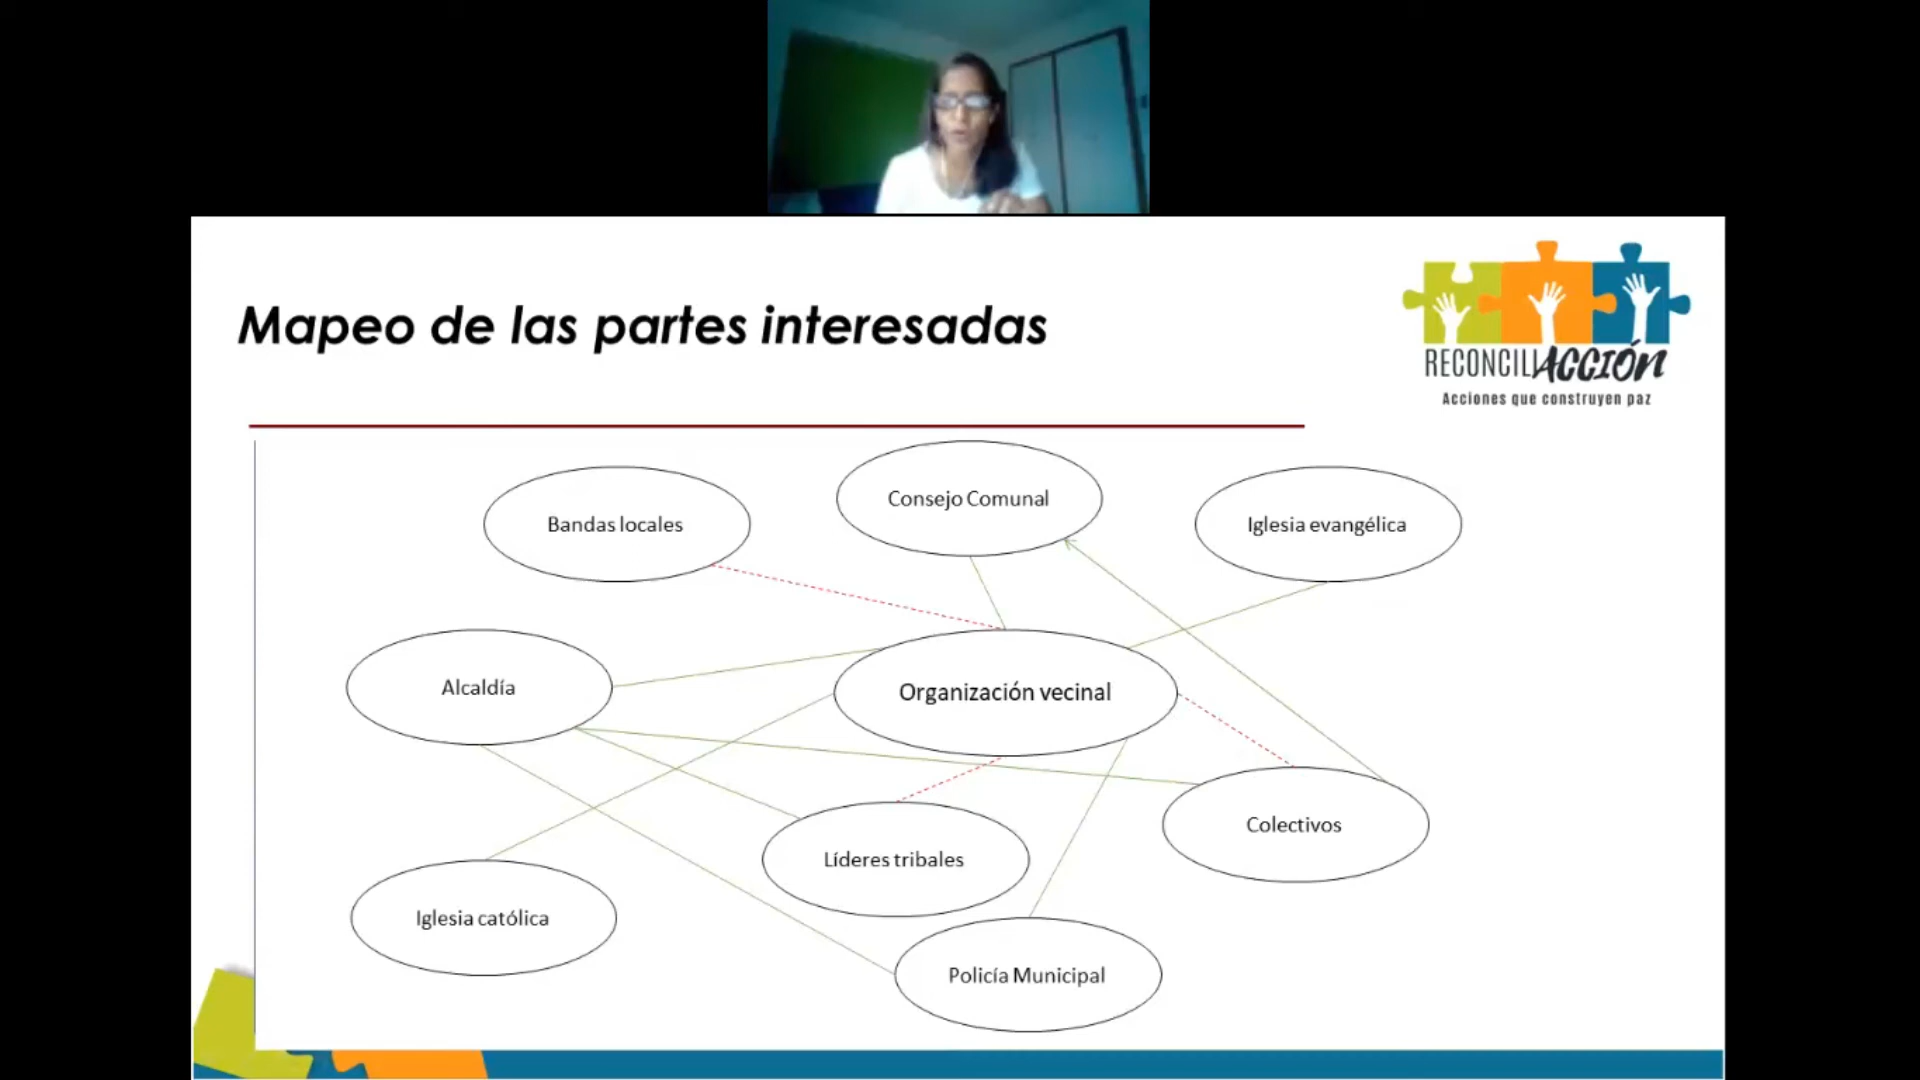 Mapeo de las partes interesadas
RECONCILIACCIÓN
Acciones que construyen paz
Consejo Comunal
Bandas locales
Iglesia evangélica
Alcaldía
Organización vecinal
Colectivos
Líderes tribales
Iglesia católica
Policía Municipal